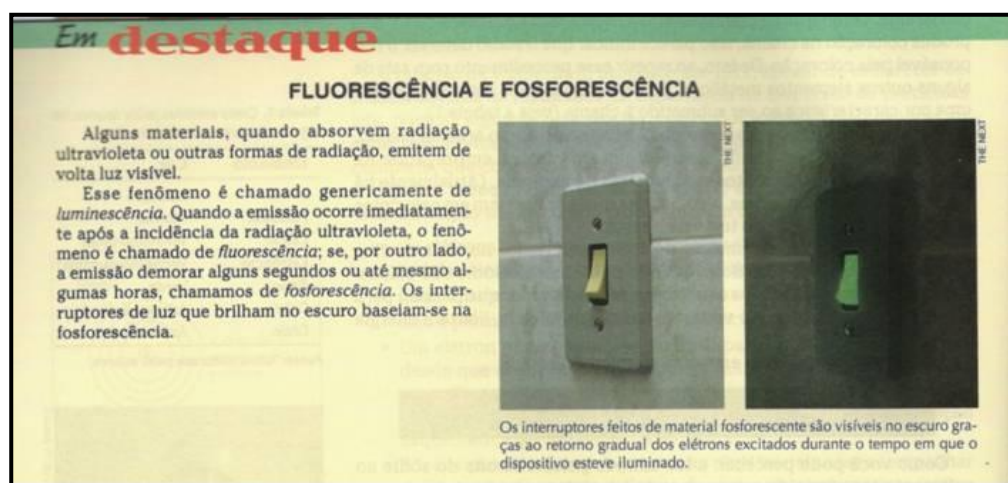 Em destaque
FLUORESCÊNCIA E FOSFORESCÊNCIA
Alguns materiais, quando absorvem radiação
ultravioleta ou outras formas de radiação, emitem de
volta luz visível.
Esse fenômeno é chamado genericamente de
luminescência. Quando a emissão ocorre imediatamen-
te após a incidência da radiação ultravioleta, o fenô-
meno é chamado de fluorescência; se, por outro lado,
a emissão demorar alguns segundos ou até mesmo al-
gumas horas, chamamos de fosforescência. Os inter-
ruptores de luz que brilham no escuro baseiam-se na
fosforescência.
THE NEXT
THE NEXT
Os interruptores feitos de material fosforescente são visíveis no escuro gra-
ças ao retorno gradual dos elétrons excitados durante o tempo em que o
dispositivo esteve iluminado.